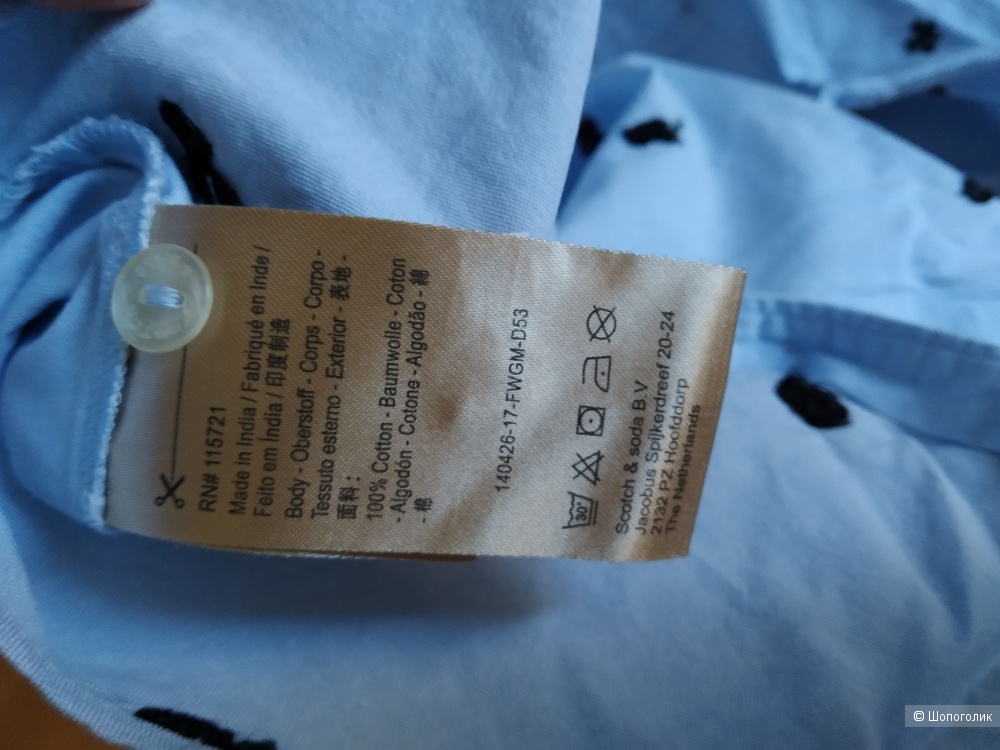 RN# 115721
Made in India / Fabriqué en Inde /
Feito em Índia / 印度制造
Body - Oberstoff - Corps - Corpo -
Tessuto esterno - Exterior - 表地 -
面料:
100% Cotton - Baumwolle - Coton
- Algodón - Cotone - Algodão - 綿
- 棉
140426-17-FWGM-D53
30°
Scotch & soda B.V
Jacobus Spijkerdreef 20-24
2132 PZ Hoofddorp
The Netherlands
© Шопоголик